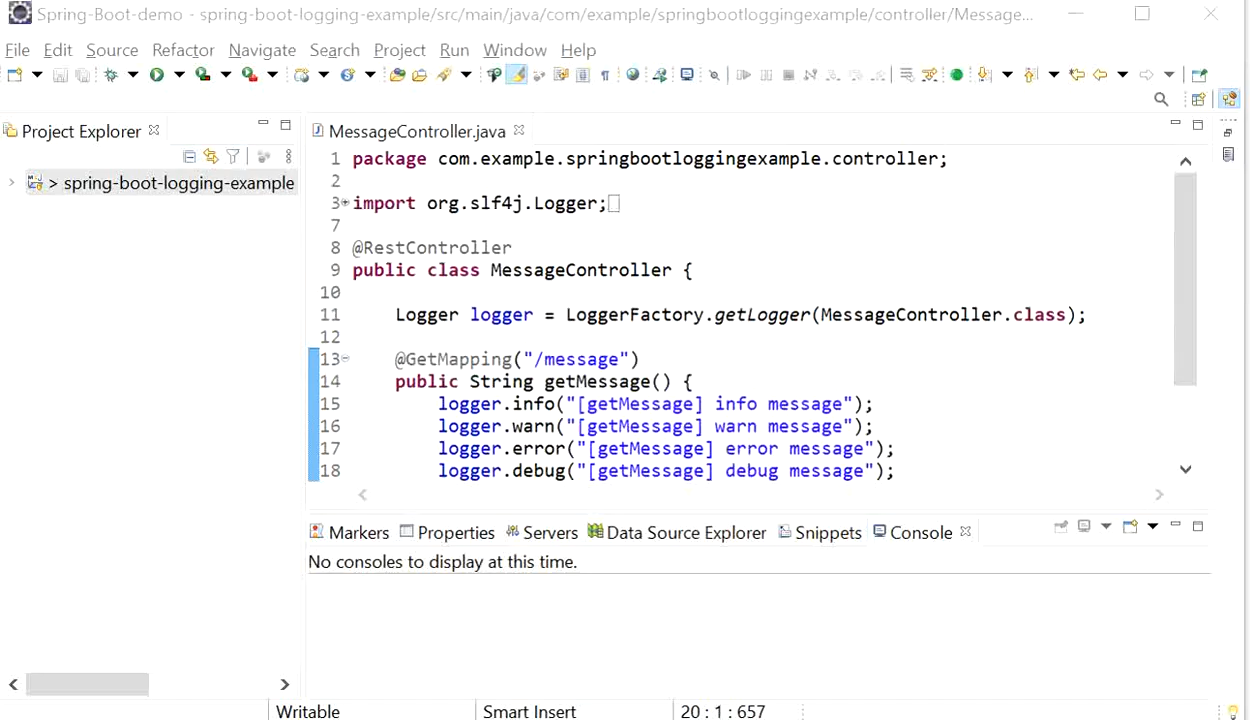 Spring-Boot-demo - spring-boot-logging-example/src/main/java/com/example/springbootloggingexample/controller/Message...
File Edit Source Refactor Navigate Search Project Run Window Help
Project Explorer
> spring-boot-logging-example
MessageController.java
1 package com.example.springbootloggingexample.controller;
2
3 import org.slf4j.Logger;
7
8 @RestController
9 public class MessageController {
10
11 Logger logger = LoggerFactory.getLogger(MessageController.class);
12
13 @GetMapping("/message")
14 public String getMessage() {
15 logger.info("[getMessage] info message");
16 logger.warn("[getMessage] warn message");
17 logger.error("[getMessage] error message");
18 logger.debug("[getMessage] debug message");
Markers Properties Servers Data Source Explorer Snippets Console
No consoles to display at this time.
Writable Smart Insert 20 : 1 : 657